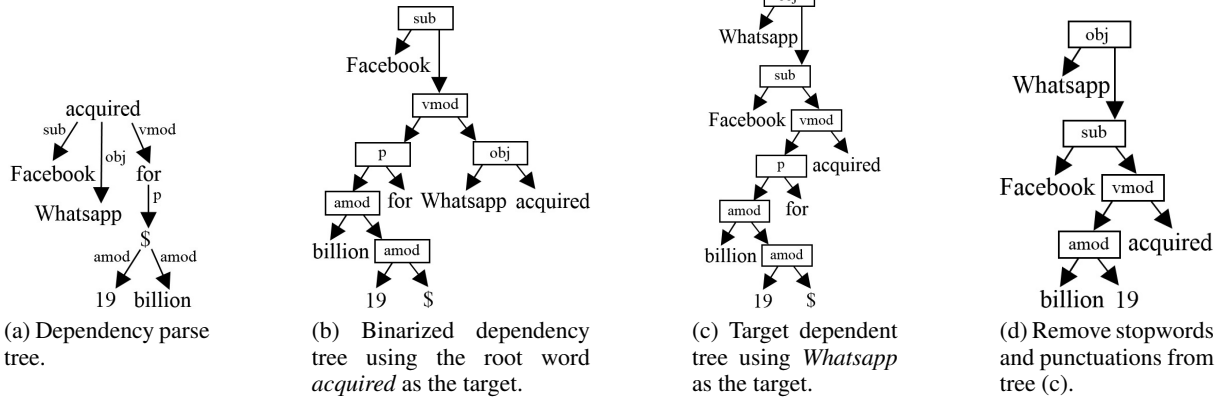 acquired
sub
vmod
obj
Facebook
for
Whatsapp
p
$
amod
amod
19
billion
(a) Dependency parse
tree.
sub
Facebook
vmod
p
obj
amod
for
Whatsapp
acquired
billion
amod
19
$
(b) Binarized dependency
tree using the root word
acquired as the target.
obj
Whatsapp
sub
Facebook
vmod
p
acquired
amod
for
billion
amod
19
$
(c) Target dependent
tree using Whatsapp
as the target.
obj
Whatsapp
sub
Facebook
vmod
amod
acquired
billion
19
(d) Remove stopwords
and punctuations from
tree (c).